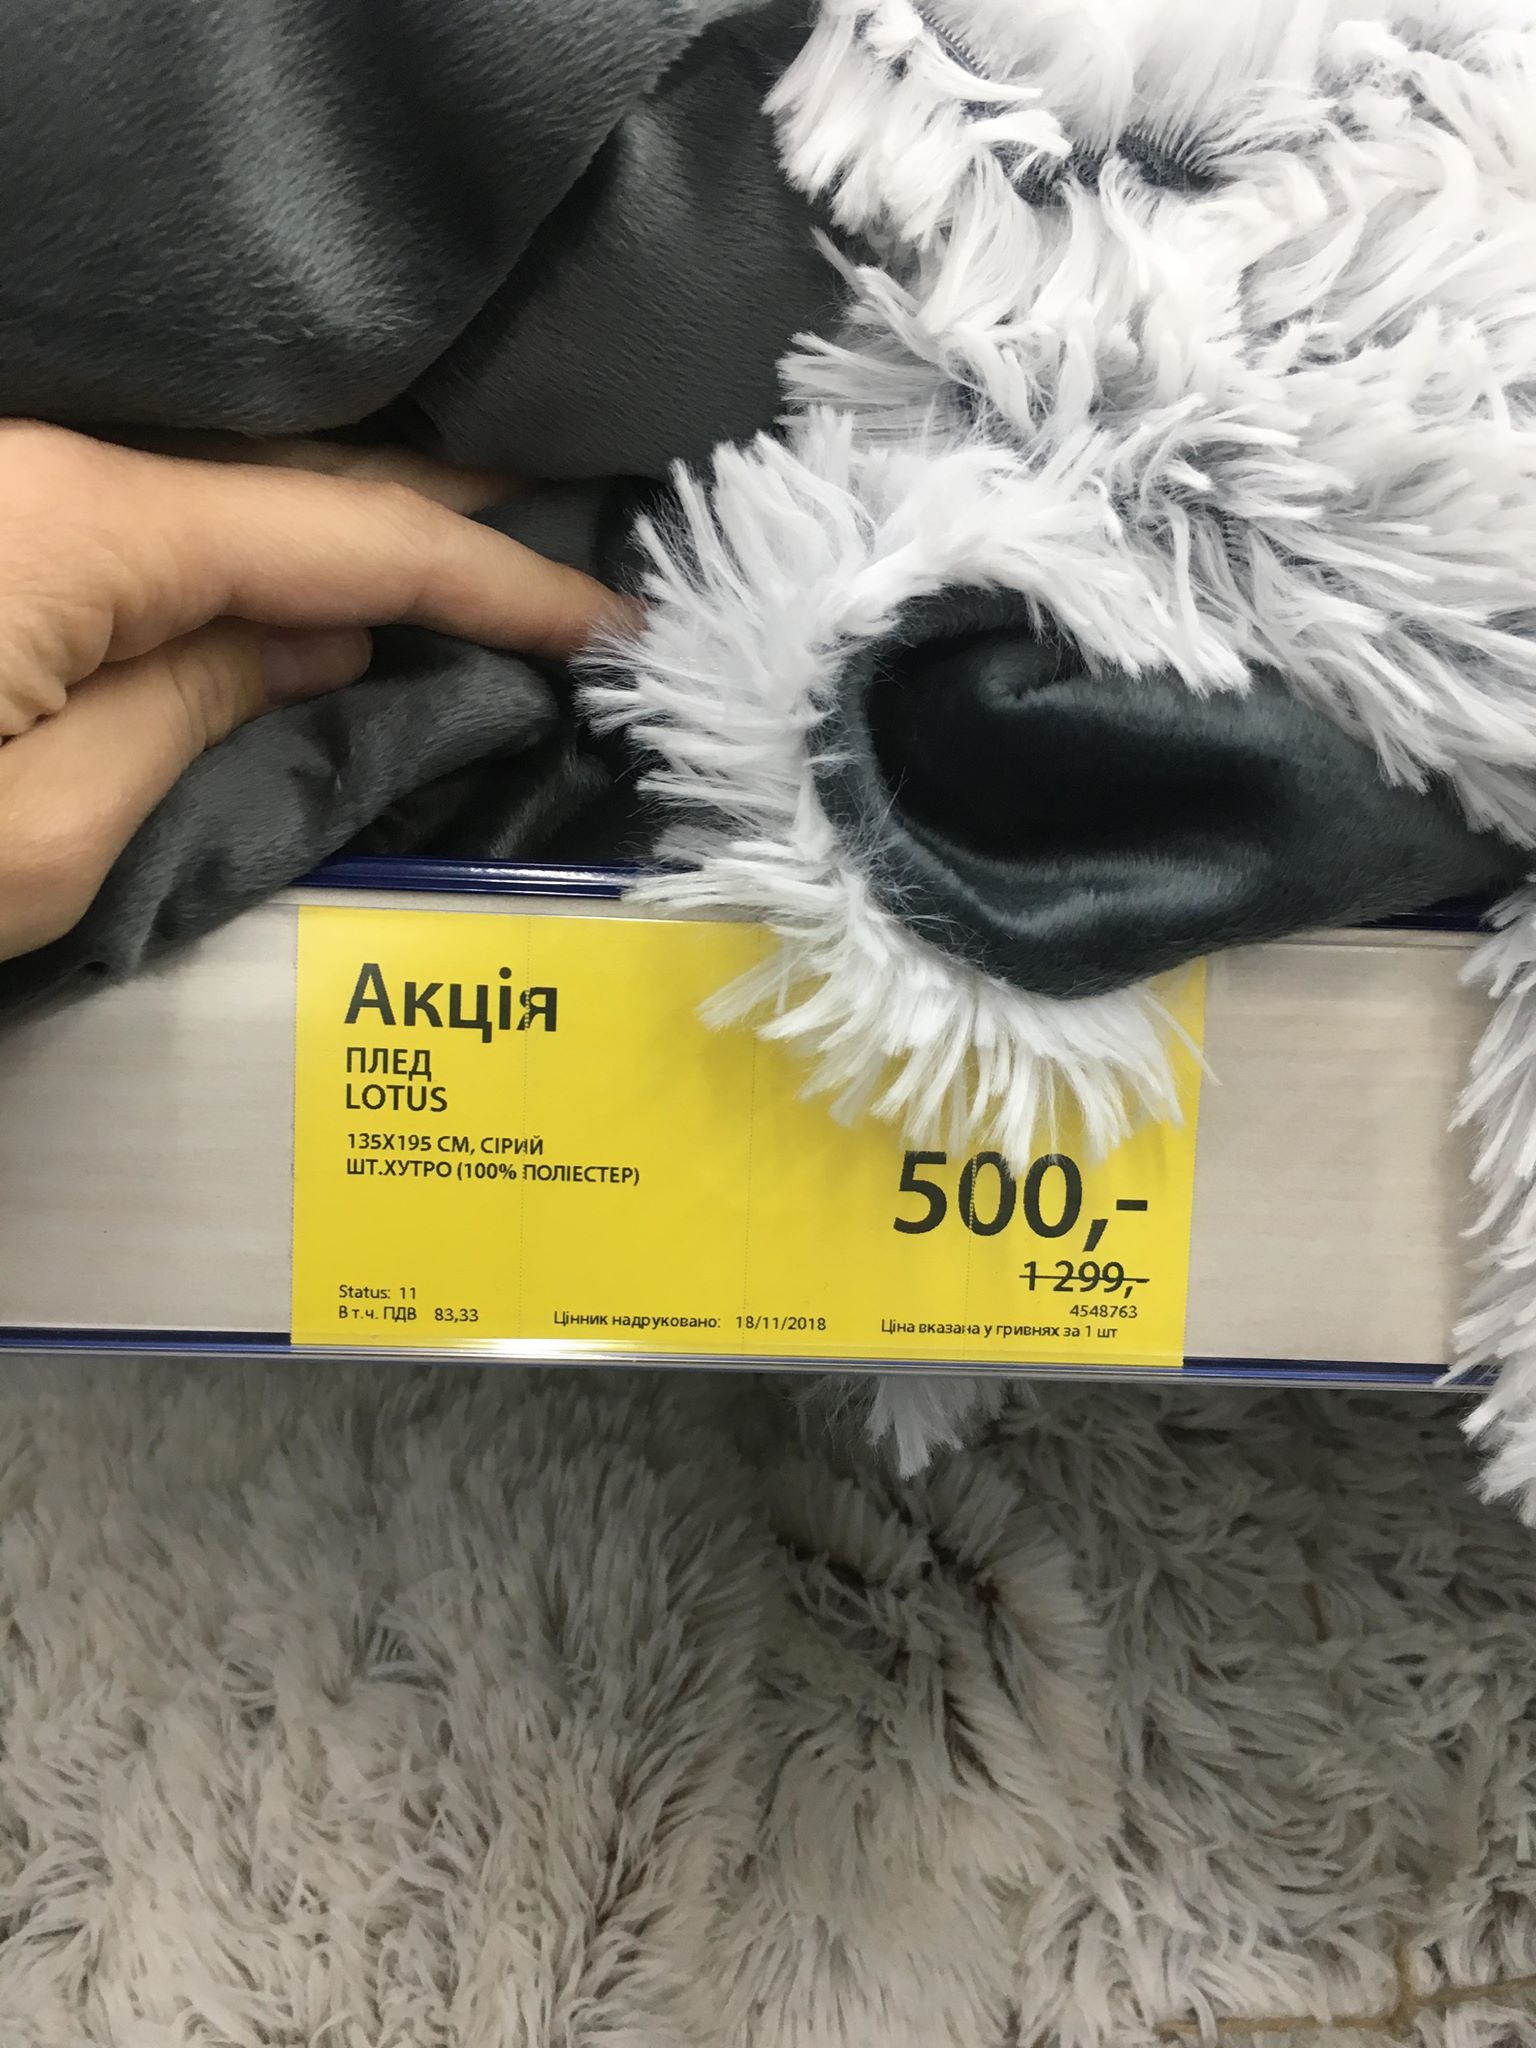 Акція
ПЛЕД
LOTUS
135X195 СМ, СІРИЙ
ШТ.ХУТРО (100% ПОЛІЕСТЕР)
500,-
1 299,-
4548763
Status: 11
В т.ч. ПДВ 83,33
Цінник надруковано: 18/11/2018
Ціна вказана у гривнях за 1 шт